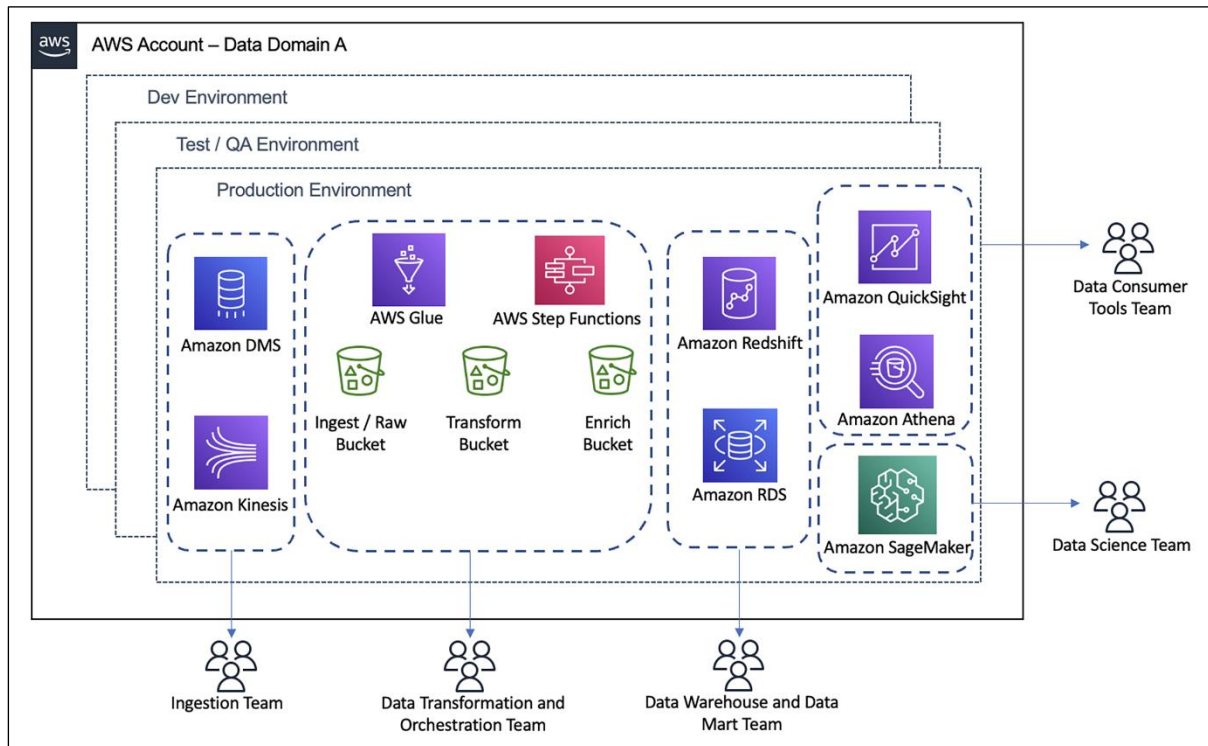 aws
AWS Account – Data Domain A
Dev Environment
Test / QA Environment
Production Environment
Amazon DMS
Amazon Kinesis
AWS Glue
AWS Step Functions
Ingest / Raw
Bucket
Transform
Bucket
Enrich
Bucket
Amazon Redshift
Amazon RDS
Amazon QuickSight
Amazon Athena
Amazon SageMaker
Data Consumer
Tools Team
Data Science Team
Ingestion Team
Data Transformation and
Orchestration Team
Data Warehouse and Data
Mart Team